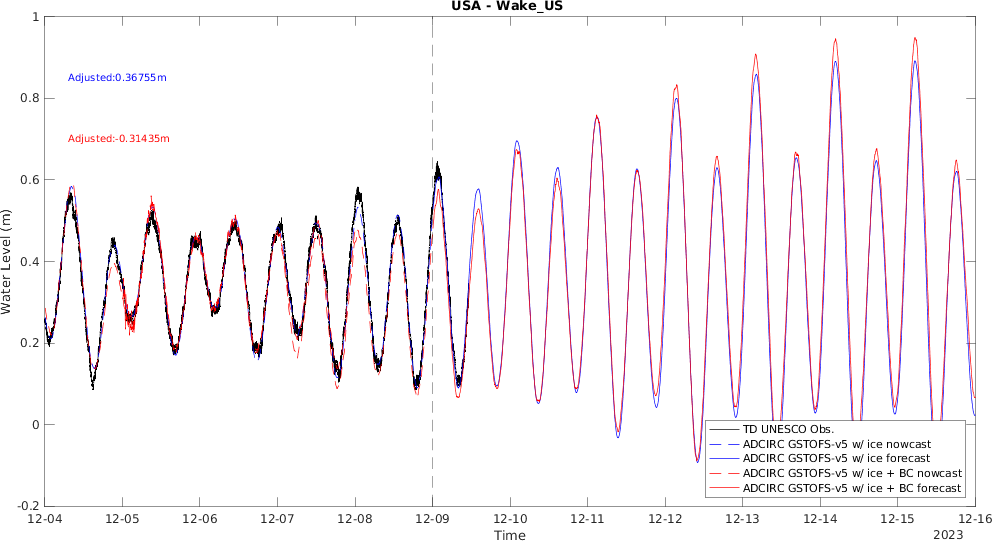 USA - Wake_US
Adjusted:0.36755m
Adjusted:-0.31435m
Water Level (m)
1
0.8
0.6
0.4
0.2
0
-0.2
TD UNESCO Obs.
ADCIRC GSTOFS-v5 w/ ice nowcast
ADCIRC GSTOFS-v5 w/ ice forecast
ADCIRC GSTOFS-v5 w/ ice + BC nowcast
ADCIRC GSTOFS-v5 w/ ice + BC forecast
12-04 12-05 12-06 12-07 12-08 12-09 12-10 12-11 12-12 12-13 12-14 12-15 12-16
Time
2023